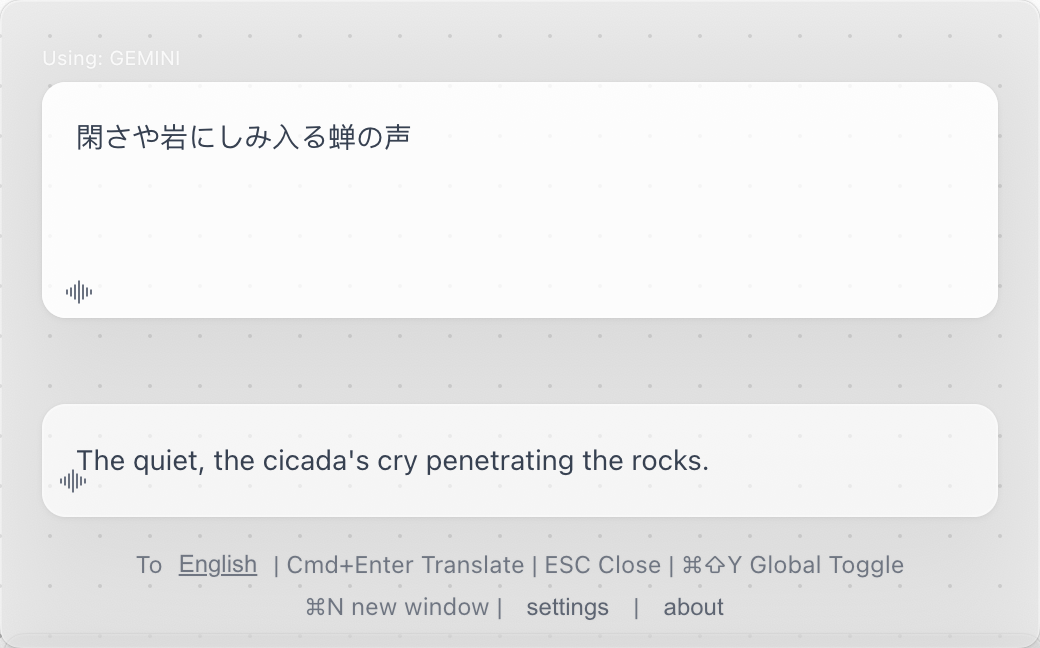 Using: GEMINI
閑さや岩にしみ入る蝉の声
The quiet, the cicada's cry penetrating the rocks.
To English | Cmd+Enter Translate | ESC Close | ⌘⇧Y Global Toggle
⌘N new window | settings | about